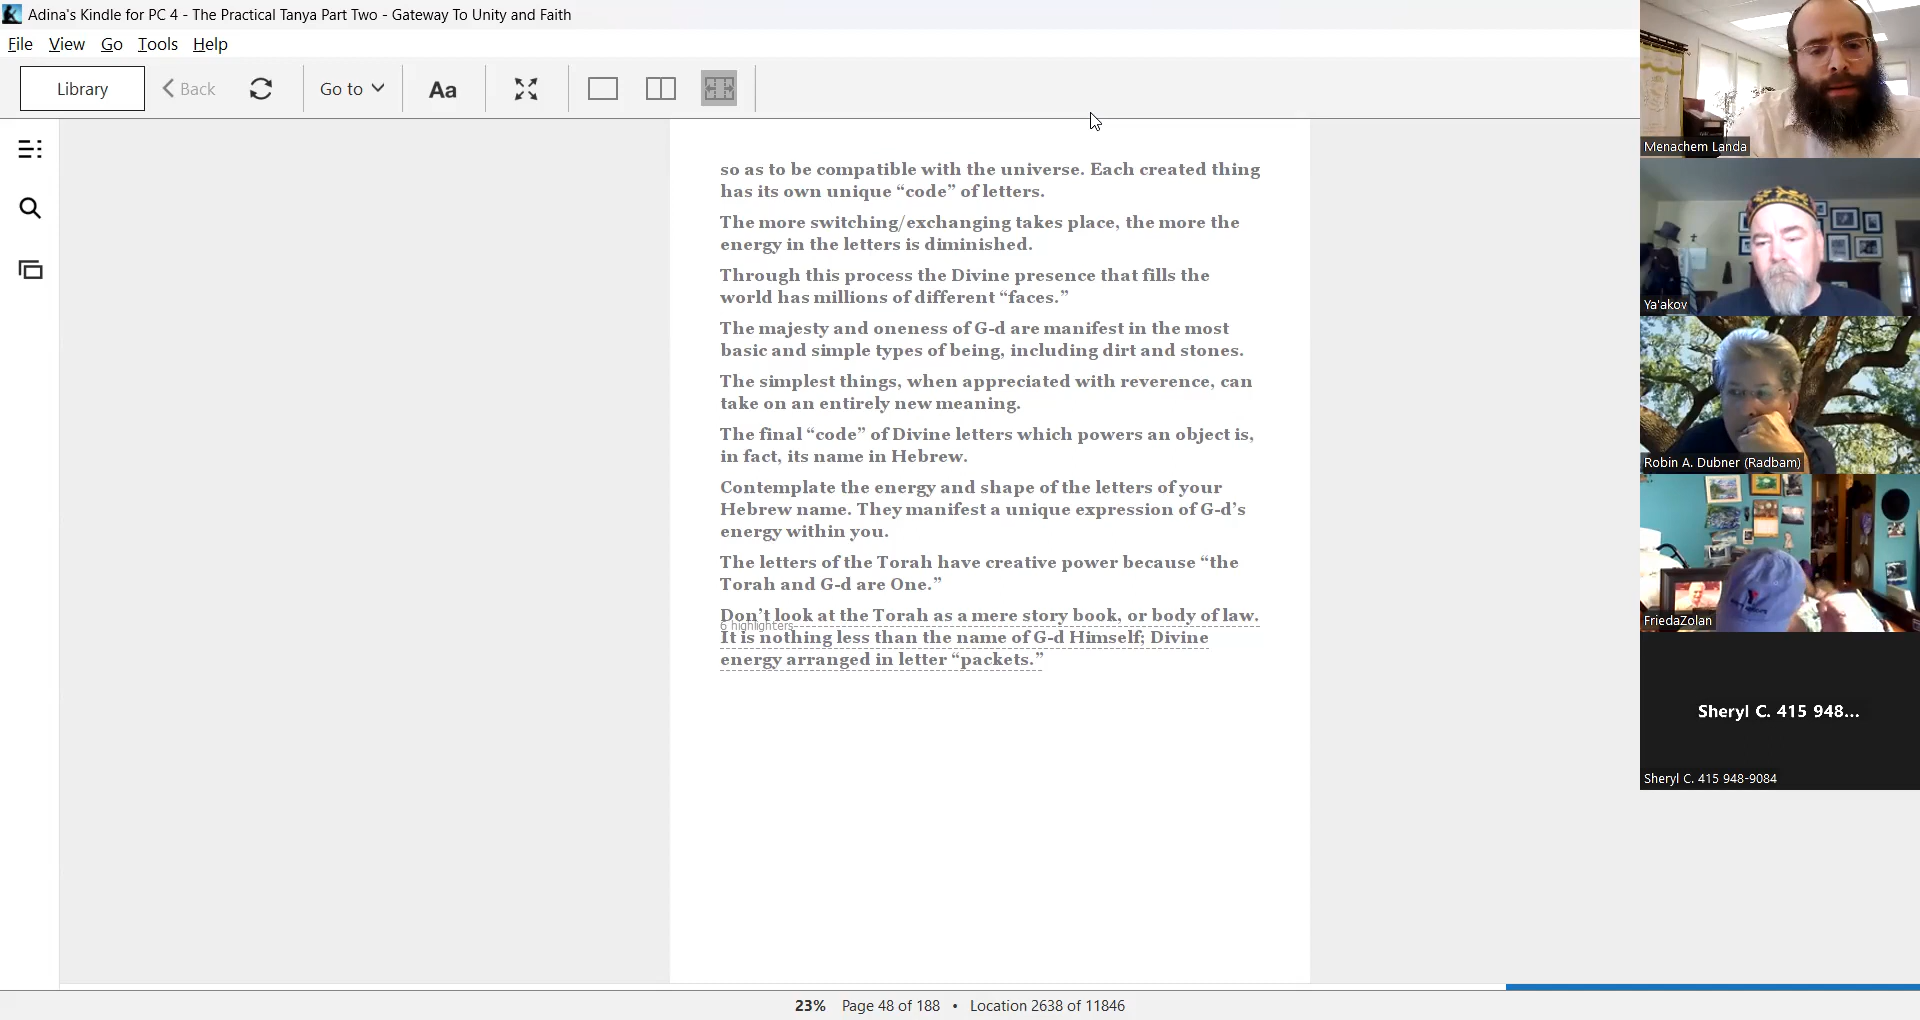 Adina's Kindle for PC 4 - The Practical Tanya Part Two - Gateway To Unity and Faith
File View Go Tools Help
Library Back Go to Aa
so as to be compatible with the universe. Each created thing
has its own unique “code” of letters.
The more switching/exchanging takes place, the more the
energy in the letters is diminished.
Through this process the Divine presence that fills the
world has millions of different “faces.”
The majesty and oneness of G-d are manifest in the most
basic and simple types of being, including dirt and stones.
The simplest things, when appreciated with reverence, can
take on an entirely new meaning.
The final “code” of Divine letters which powers an object is,
in fact, its name in Hebrew.
Contemplate the energy and shape of the letters of your
Hebrew name. They manifest a unique expression of G-d’s
energy within you.
The letters of the Torah have creative power because “the
Torah and G-d are One.”
Don’t look at the Torah as a mere story book, or body of law.
6 highlighters
It is nothing less than the name of G-d Himself; Divine
energy arranged in letter “packets.”
23% Page 48 of 188 • Location 2638 of 11846
Menachem Landa
Ya'akov
Robin A. Dubner (Radbam)
FriedaZolan
Sheryl C. 415 948...
Sheryl C. 415 948-9084